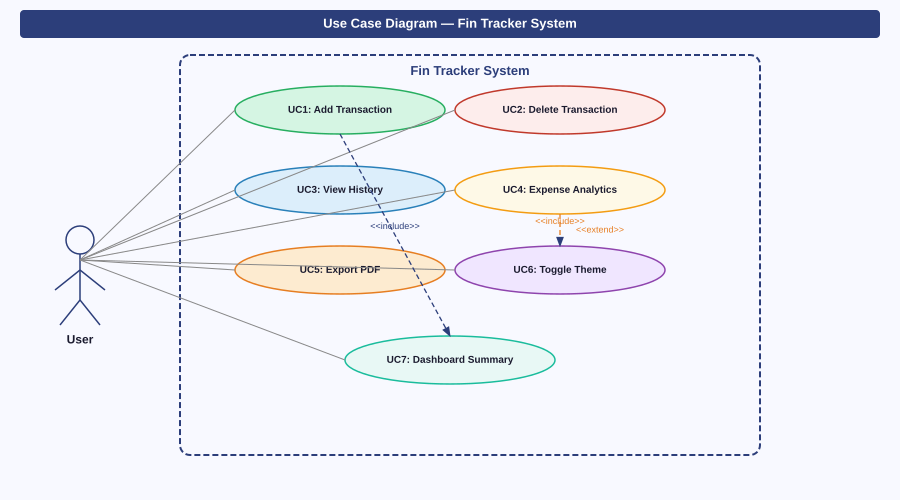 Use Case Diagram — Fin Tracker System
Fin Tracker System
UC1: Add Transaction
UC2: Delete Transaction
UC3: View History
UC4: Expense Analytics
<<include>>
<<include>>
<<extend>>
UC5: Export PDF
UC6: Toggle Theme
User
UC7: Dashboard Summary